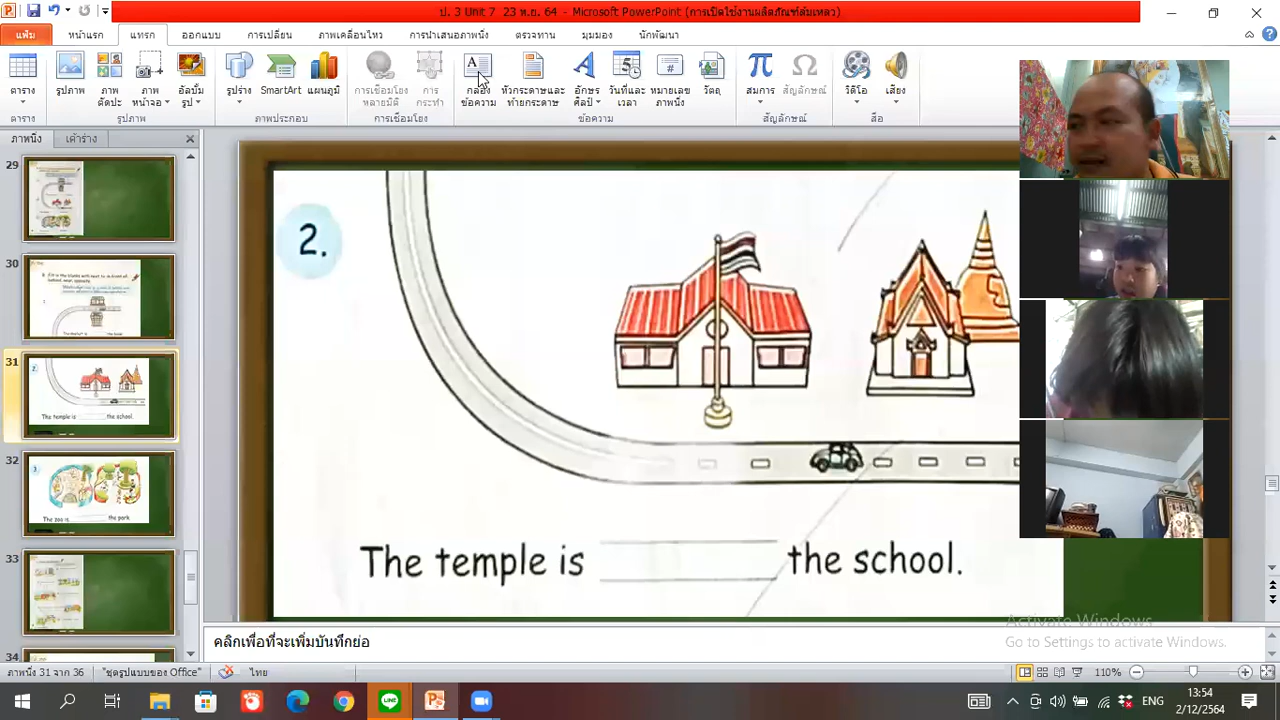 ป. 3 Unit 7  23 พ.ย. 64 - Microsoft PowerPoint (การเปิดใช้งานผลิตภัณฑ์ล้มเหลว)
แฟ้ม หน้าแรก แทรก ออกแบบ การเปลี่ยน ภาพเคลื่อนไหว การนำเสนอภาพนิ่ง ตรวจทาน มุมมอง นักพัฒนา
ตาราง รูปภาพ ภาพตัดปะ ภาพหน้าจอ อัลบั้มรูป รูปร่าง SmartArt แผนภูมิ การเชื่อมโยงหลายมิติ การกระทำ กล่องข้อความ หัวกระดาษและท้ายกระดาษ อักษรศิลป์ วันที่และเวลา หมายเลขภาพนิ่ง วัตถุ สมการ สัญลักษณ์ วิดีโอ เสียง
ตาราง รูปภาพ ภาพประกอบ การเชื่อมโยง ข้อความ สัญลักษณ์ สื่อ
ภาพนิ่ง เค้าร่าง
29
30
31
The temple is the school.
32
The zoo is the park.
33
34
2.
The temple is the school.
คลิกเพื่อที่จะเพิ่มบันทึกย่อ
Activate Windows
Go to Settings to activate Windows.
ภาพนิ่ง 31 จาก 36 "ชุดรูปแบบของ Office" ไทย 110%
ENG 13:54
2/12/2564